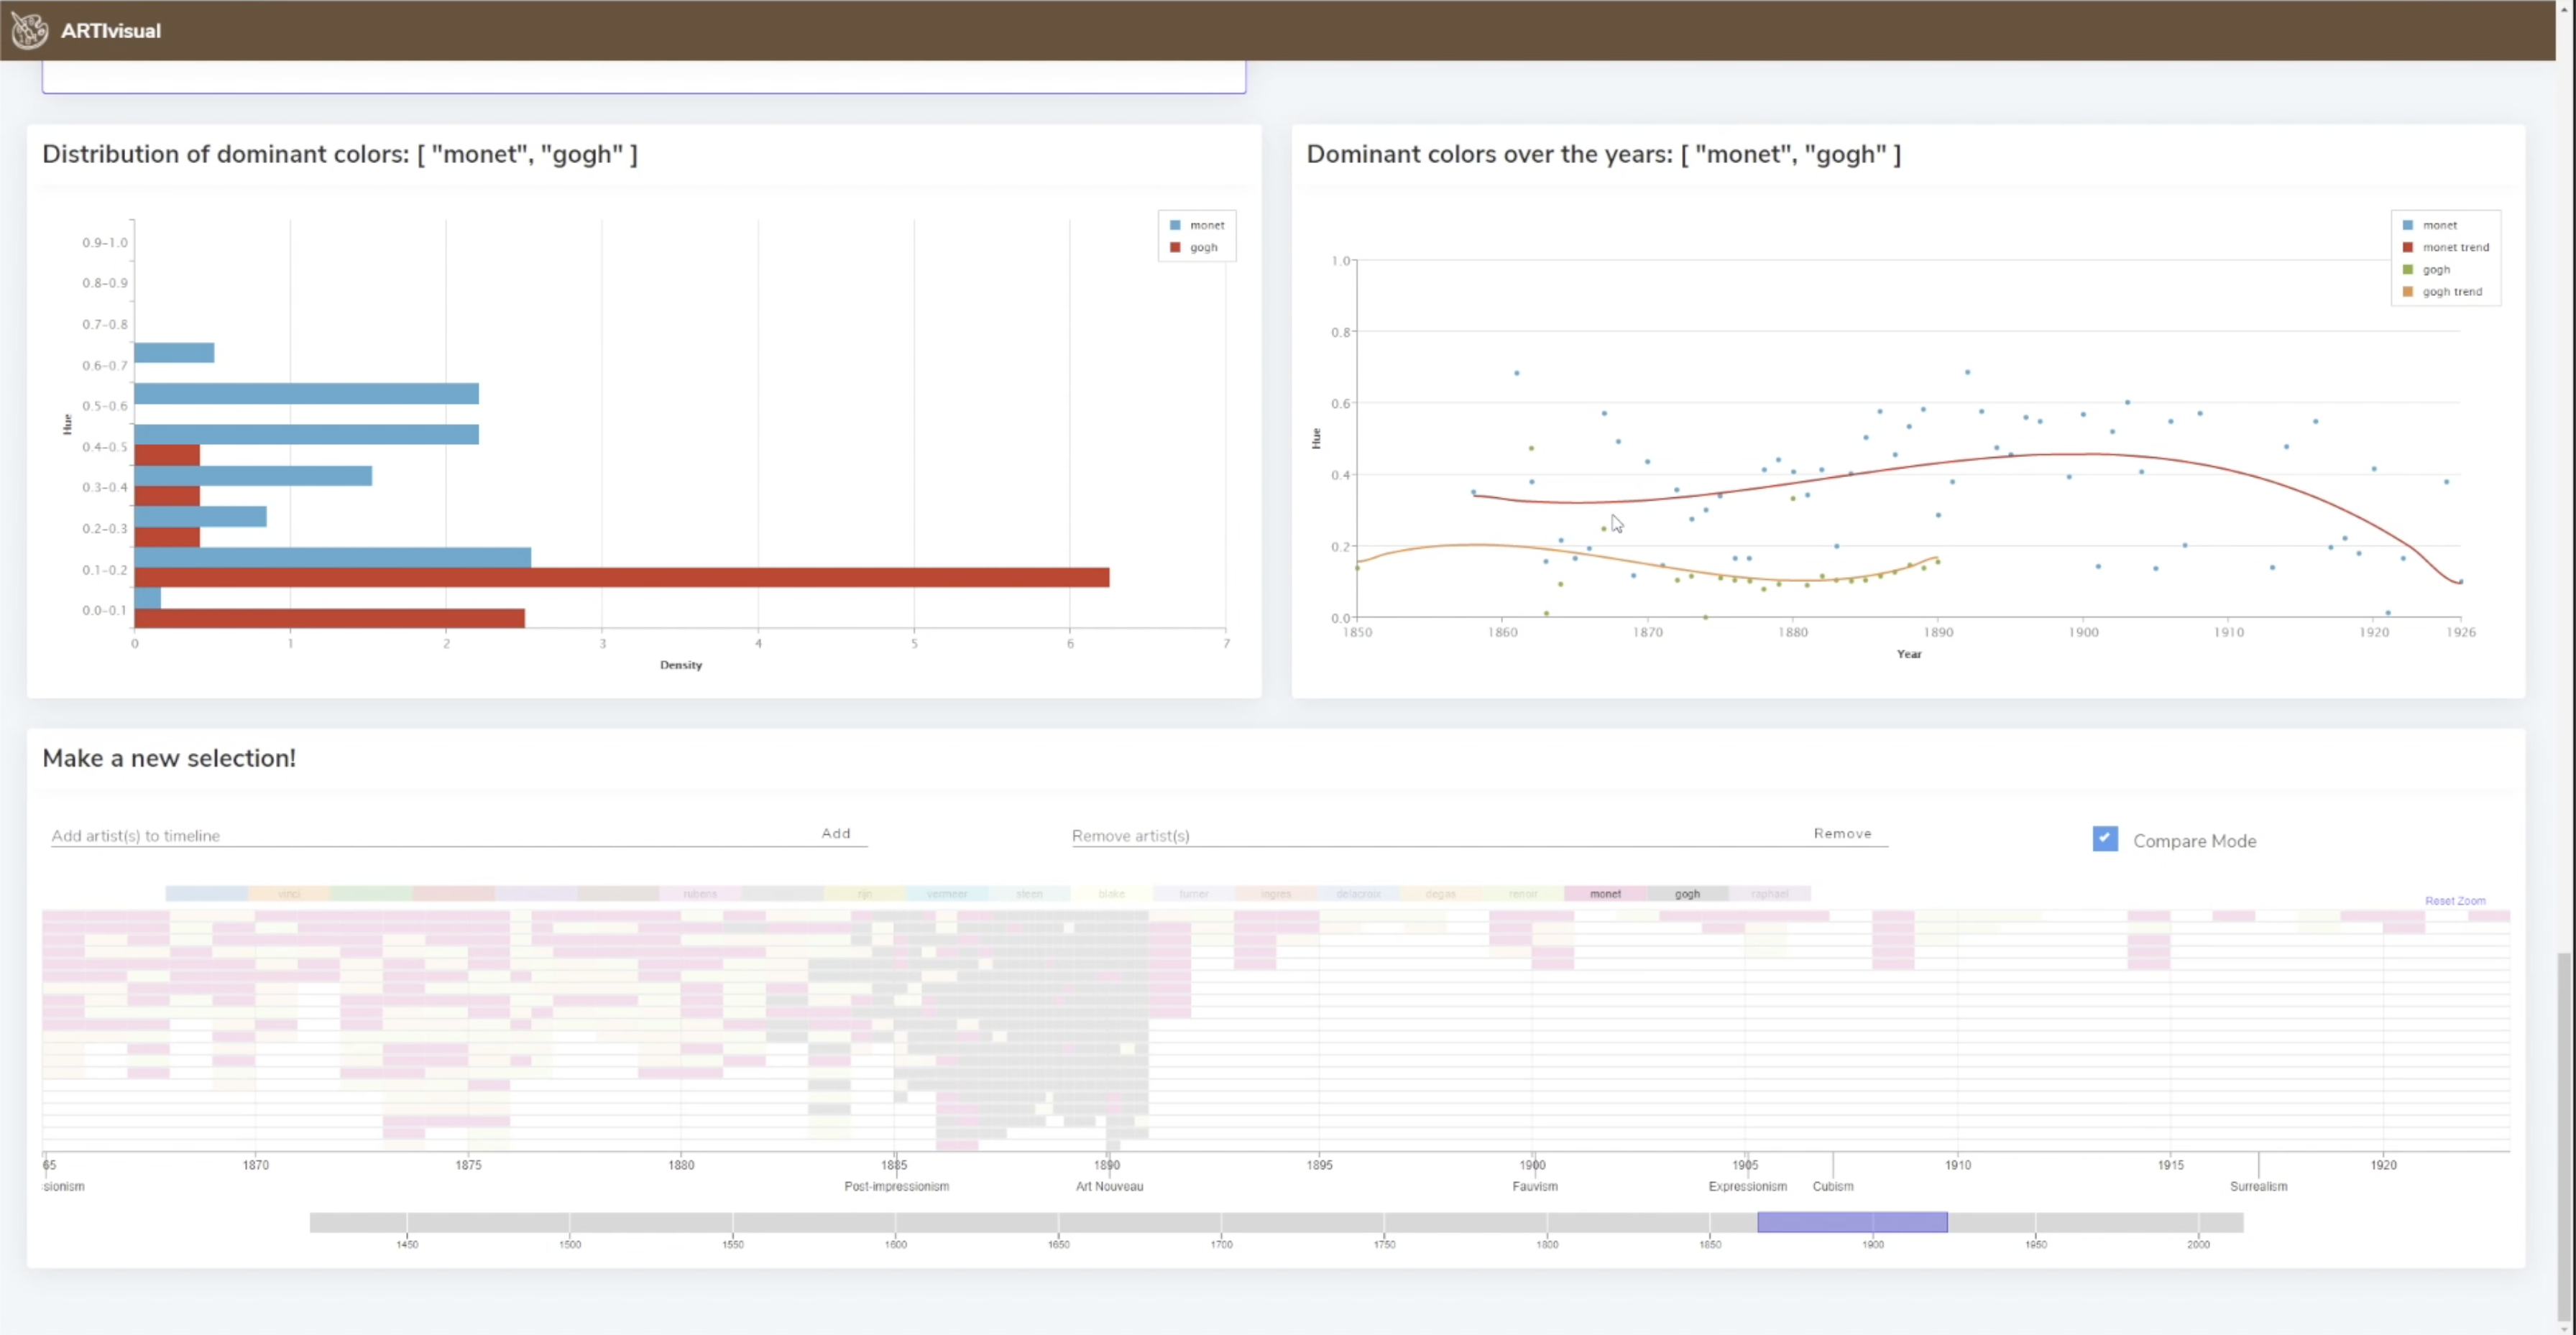 ARTIvisual
Distribution of dominant colors: [ "monet", "gogh" ]
monet
gogh
0.9-1.0
0.8-0.9
0.7-0.8
0.6-0.7
0.5-0.6
0.4-0.5
0.3-0.4
0.2-0.3
0.1-0.2
0.0-0.1
Hue
0 1 2 3 4 5 6 7
Density
Dominant colors over the years: [ "monet", "gogh" ]
monet
monet trend
gogh
gogh trend
1.0
0.8
0.6
0.4
0.2
0.0
Hue
1850 1860 1870 1880 1890 1900 1910 1920 1926
Year
Make a new selection!
Add artist(s) to timeline Add Remove artist(s) Remove Compare Mode
vinci rubens rijn vermeer steen blake turner ingres delacroix degas renoir monet gogh raphael
Reset Zoom
65 1870 1875 1880 1885 1890 1895 1900 1905 1910 1915 1920
sionism Post-impressionism Art Nouveau Fauvism Expressionism Cubism Surrealism
1450 1500 1550 1600 1650 1700 1750 1800 1850 1900 1950 2000